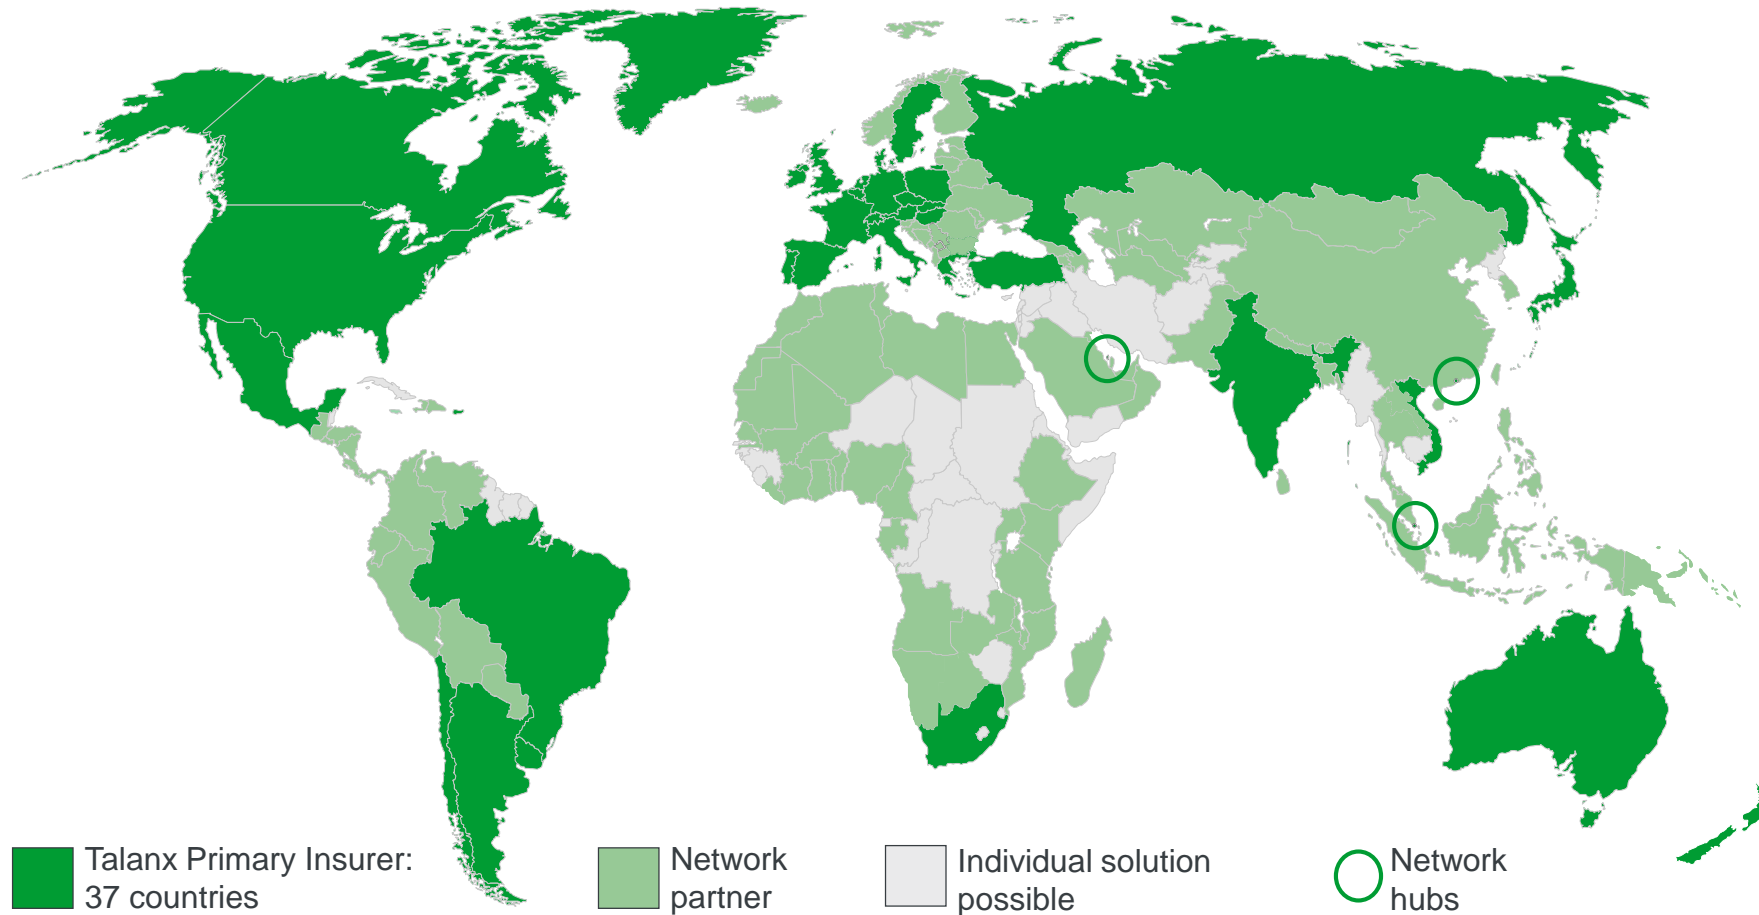 Talanx Primary Insurer:
37 countries
Network
partner
Individual solution
possible
Network
hubs